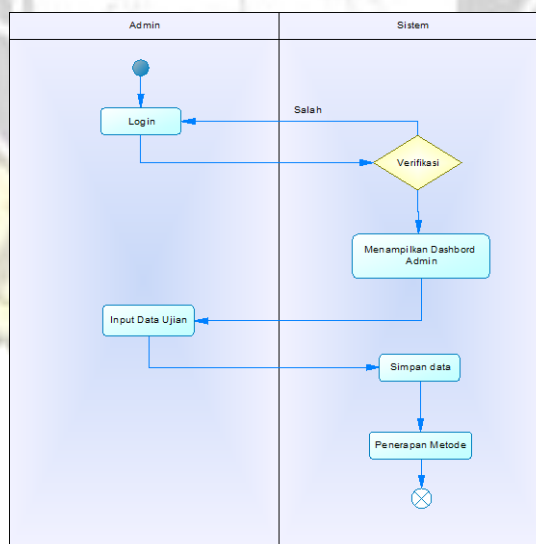 Admin
Sistem
Salah
Login
Verifikasi
Menampilkan Dashbord
Admin
Input Data Ujian
Simpan data
Penerapan Metode